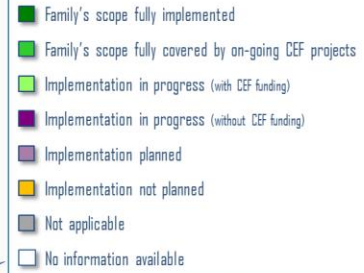 Family's scope fully implemented
Family's scope fully covered by on-going CEF projects
Implementation in progress (with CEF funding)
Implementation in progress (without CEF funding)
Implementation planned
Implementation not planned
Not applicable
No information available